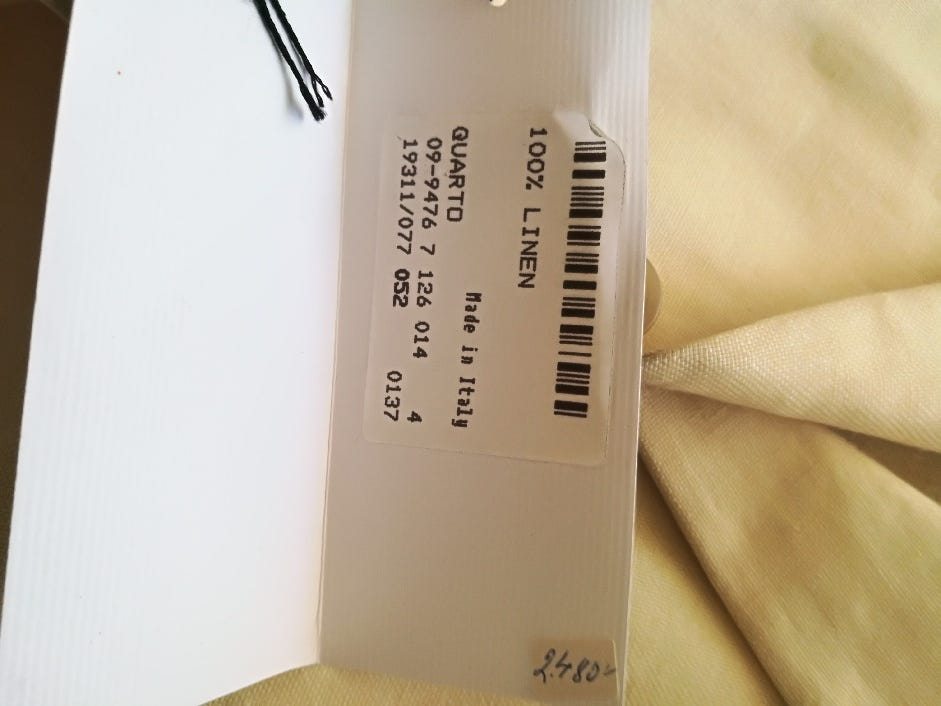 100% LINEN
Made in Italy
QUARTO
09-9476 7 126 014 4
19311/077 052 0137
2.480-